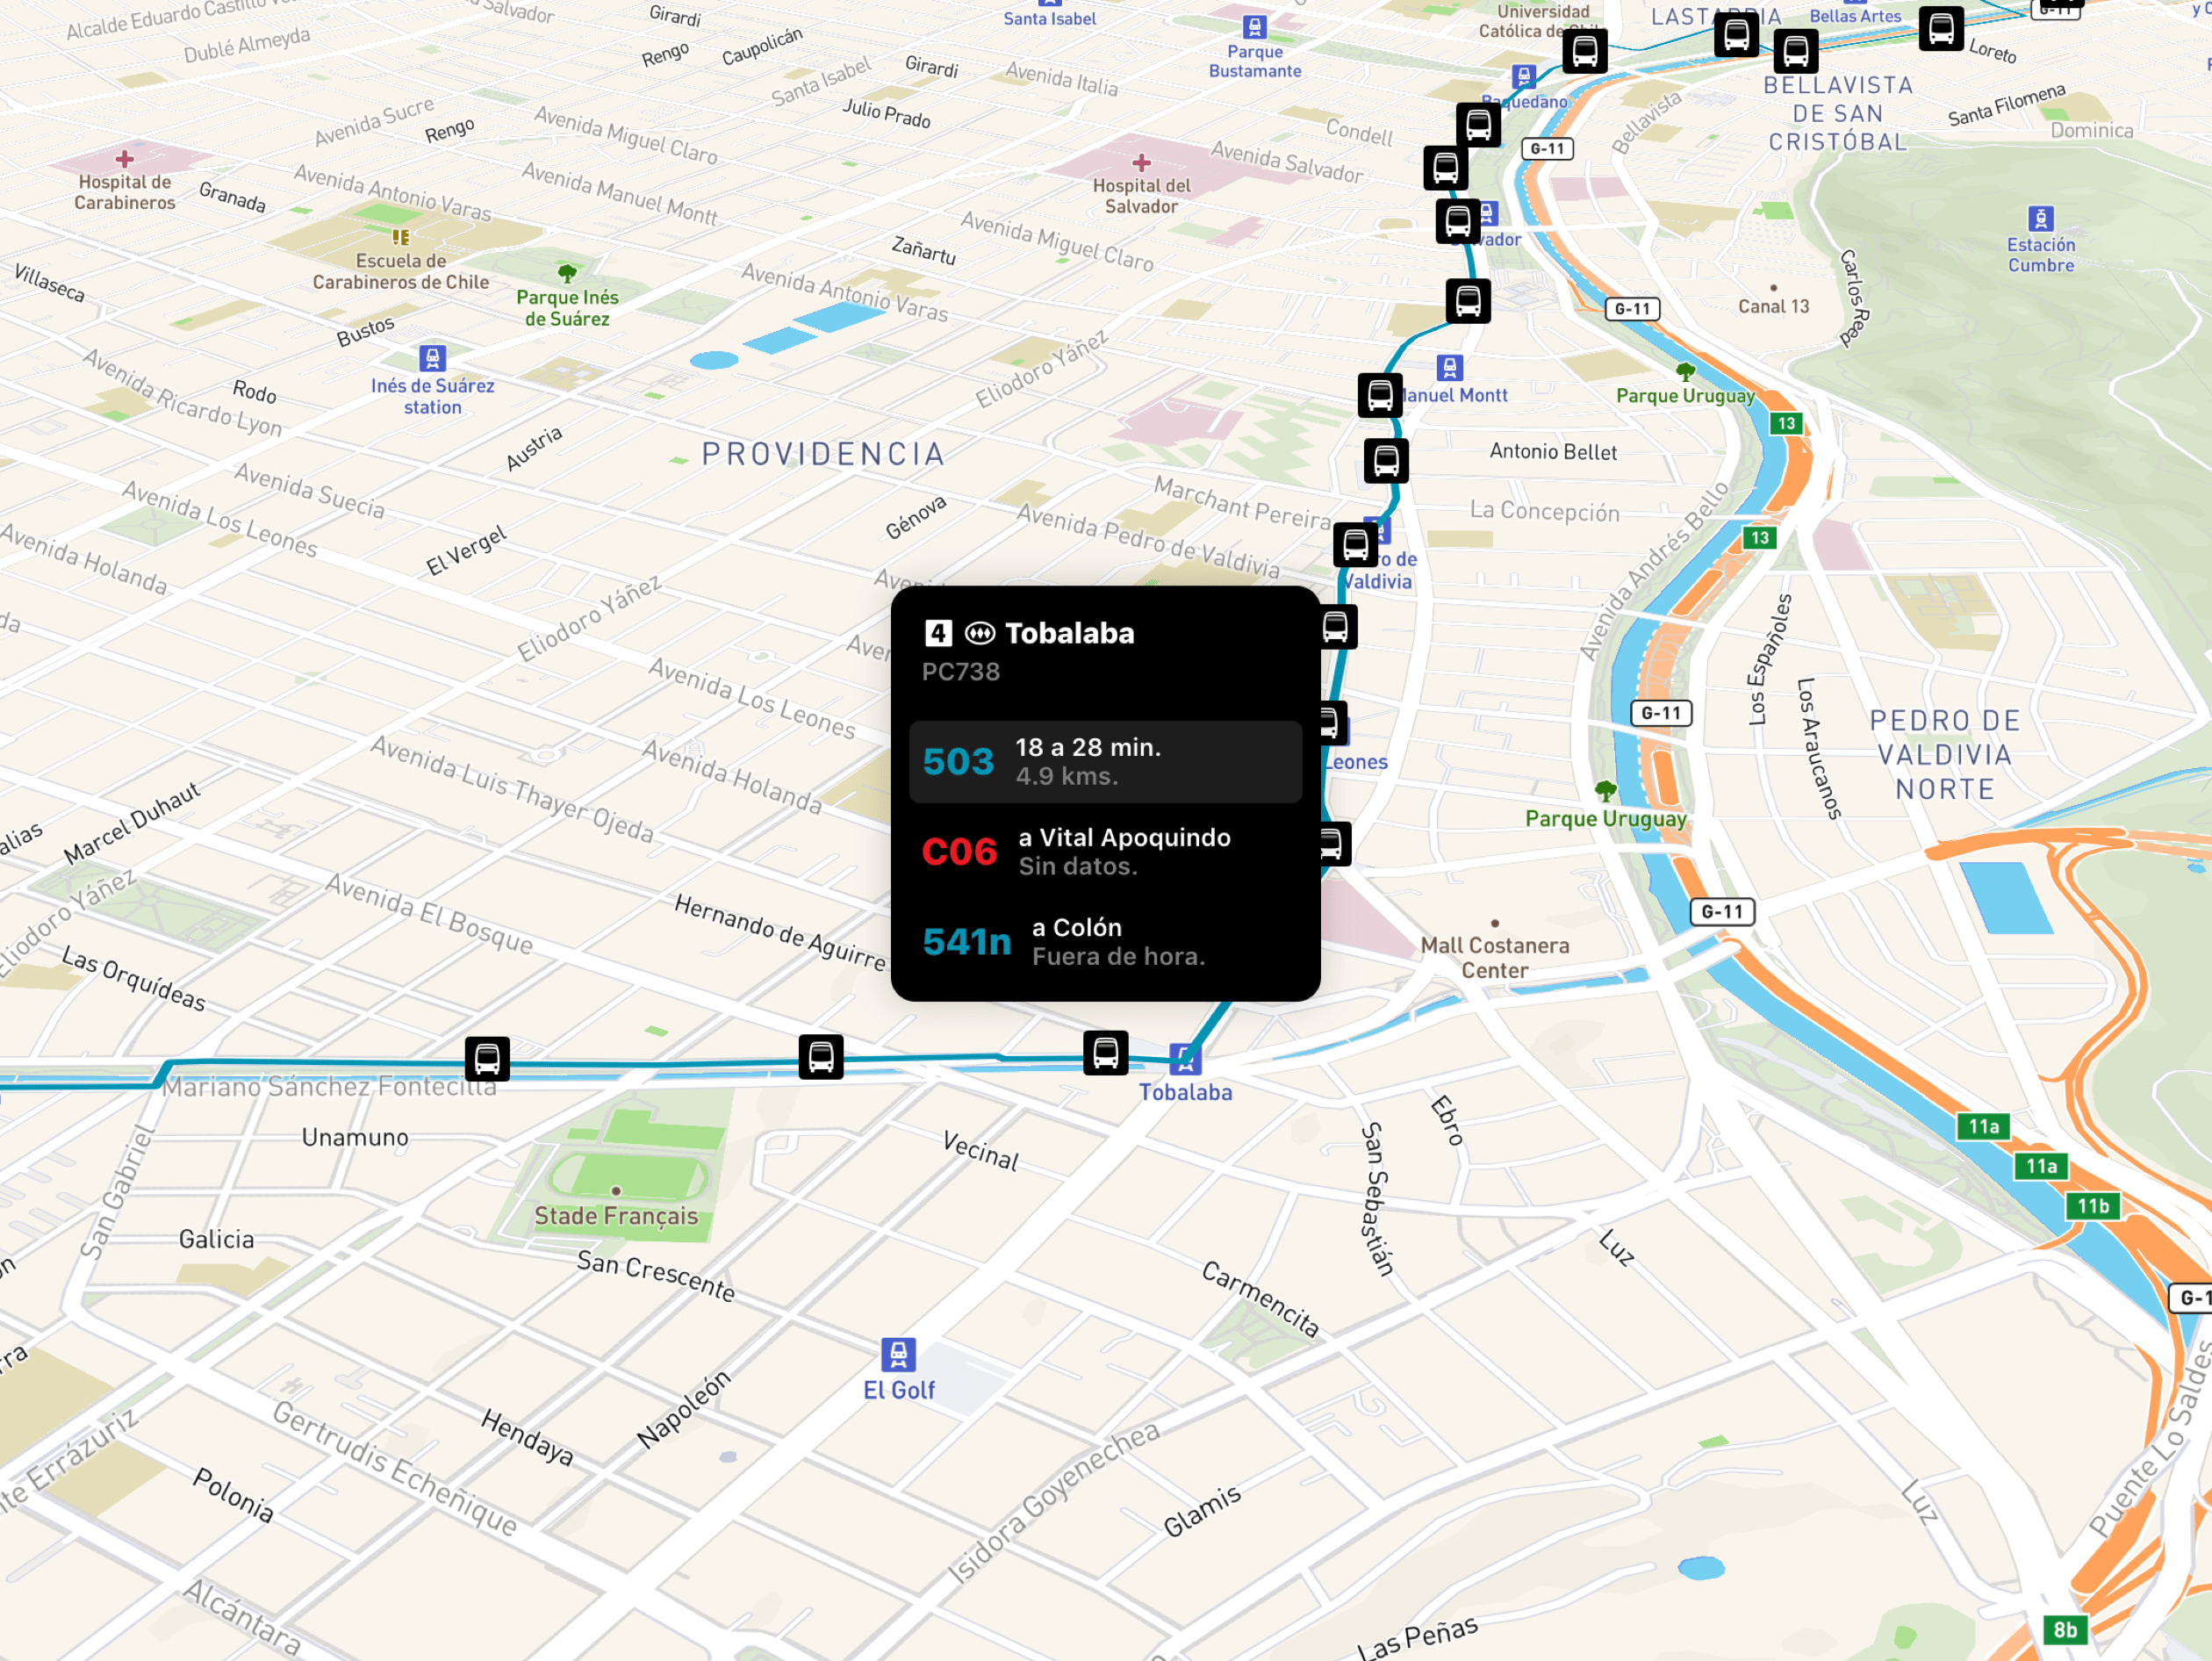 Alcalde Eduardo Castillo
Salvador
Girardi
Santa Isabel
Universidad
Católica de
LASTARRIA
Bellas Artes
G-11
Dublé Almeyda
Rengo
Caupolicán
Parque
Bustamante
Girardi
Avenida Italia
Santa Isabel
Loreto
BELLAVISTA
DE SAN
CRISTÓBAL
Santa Filomena
Dominica
Baquedano
Bellavista
Avenida Sucre
Rengo
Julio Prado
Condell
G-11
Avenida Miguel Claro
Avenida Salvador
Hospital de
Carabineros
Granada
Avenida Antonio Varas
Avenida Manuel Montt
Hospital del
Salvador
Avenida Miguel Claro
Zañartu
Estación
Cumbre
Escuela de
Carabineros de Chile
Villaseca
Parque Inés
de Suárez
Avenida Antonio Varas
Carlos Reed
Canal 13
G-11
Bustos
Inés de Suárez
station
Rodo
Avenida Ricardo Lyon
Eliodoro Yáñez
Manuel Montt
Parque Uruguay
13
Austria
PROVIDENCIA
Antonio Bellet
Avenida Suecia
Avenida Los Leones
Génova
Marchant Pereira
La Concepción
Avenida Holanda
El Vergel
Avenida Pedro de Valdivia
13
Avenida Andrés Bello
Valdivia
Eliodoro Yáñez
4 Tobalaba
PC738
503
18 a 28 min.
4.9 kms.
C06
a Vital Apoquindo
Sin datos.
541n
a Colón
Fuera de hora.
Los Españoles
Los Araucanos
Avenida Los Leones
G-11
PEDRO DE
VALDIVIA
NORTE
Avenida Luis Thayer Ojeda
Avenida Holanda
Leones
Marcel Duhaut
Parque Uruguay
Eliodoro Yáñez
Avenida El Bosque
Hernando de Aguirre
G-11
Mall Costanera
Center
Las Orquídeas
Mariano Sánchez Fontecilla
Tobalaba
Unamuno
San Gabriel
Vecinal
Ebro
11a
11a
11b
San Sebastián
Stade Français
Galicia
San Crescente
Luz
Carmencita
G-1
El Golf
Puente Lo Saldes
Napoleón
Hendaya
Gertrudis Echeñique
Errázuriz
Polonia
Isidora Goyenechea
Glamis
Luz
Alcántara
Las Peñas
8b